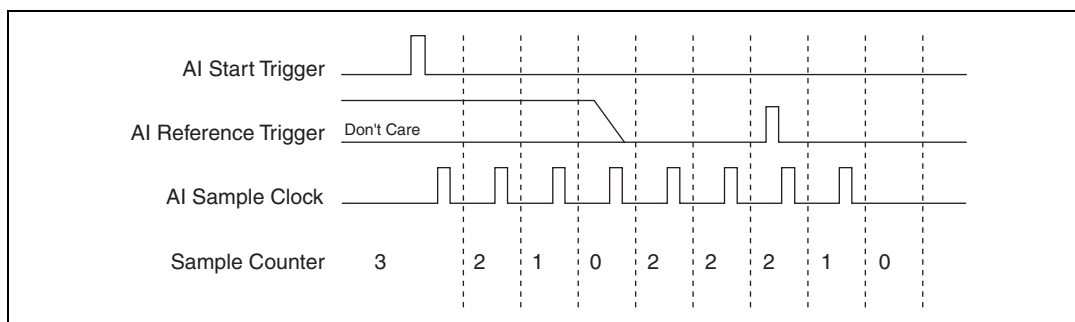 AI Start Trigger
AI Reference Trigger Don't Care
AI Sample Clock
Sample Counter 3 2 1 0 2 2 2 1 0